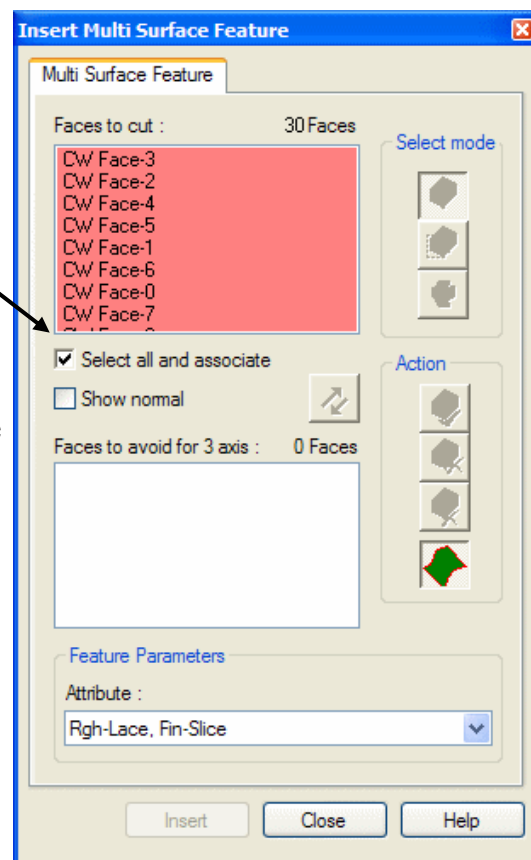 Insert Multi Surface Feature
Multi Surface Feature
Faces to cut : 30 Faces
CW Face-3
CW Face-2
CW Face-4
CW Face-5
CW Face-1
CW Face-6
CW Face-0
CW Face-7
Select mode
Select all and associate
Show normal
Action
Faces to avoid for 3 axis : 0 Faces
Feature Parameters
Attribute :
Rgh-Lace, Fin-Slice
Insert Close Help